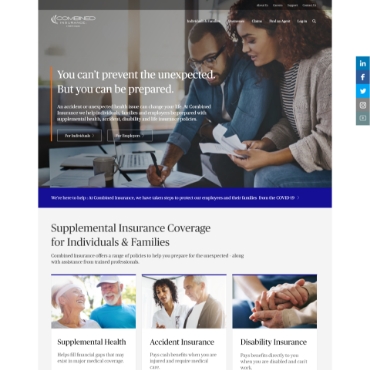 About Us Careers Support Contact Us
COMBINED
INSURANCE
Individuals & Families Businesses Claims Find an Agent Log In
You can't prevent the unexpected.
But you can be prepared.
An accident or unexpected health issue can change your life. At Combined
Insurance we help individuals, families and employers be prepared with
supplemental health, accident, disability and life insurance policies.
For Individuals For Employers
We're here to help - At Combined Insurance, we have taken steps to protect our employees and their families from the COVID-19
Supplemental Insurance Coverage
for Individuals & Families
Combined Insurance offers a range of policies to help you prepare for the unexpected - along
with assistance from trained professionals.
Supplemental Health Accident Insurance Disability Insurance
Helps fill financial gaps that may Pays cash benefits when you are Pays benefits directly to you
exist in major medical coverage. injured and require medical when you are disabled and can't
care. work.